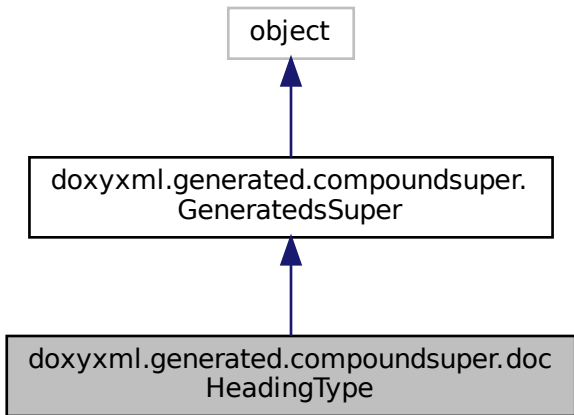 object
doxyxml.generated.compoundsuper.
GeneratedsSuper
doxyxml.generated.compoundsuper.doc
HeadingType